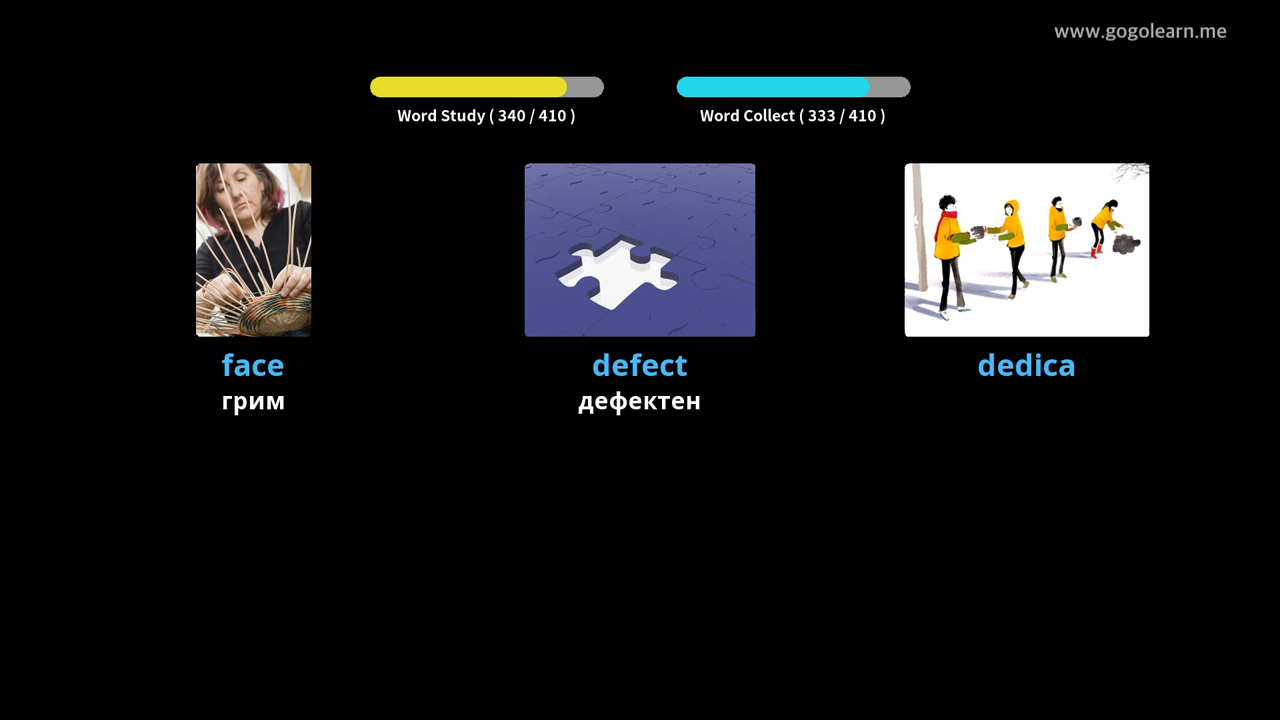 www.gogolearn.me
Word Study ( 340 / 410 )
Word Collect ( 333 / 410 )
face
defect
dedica
грим
дефектен